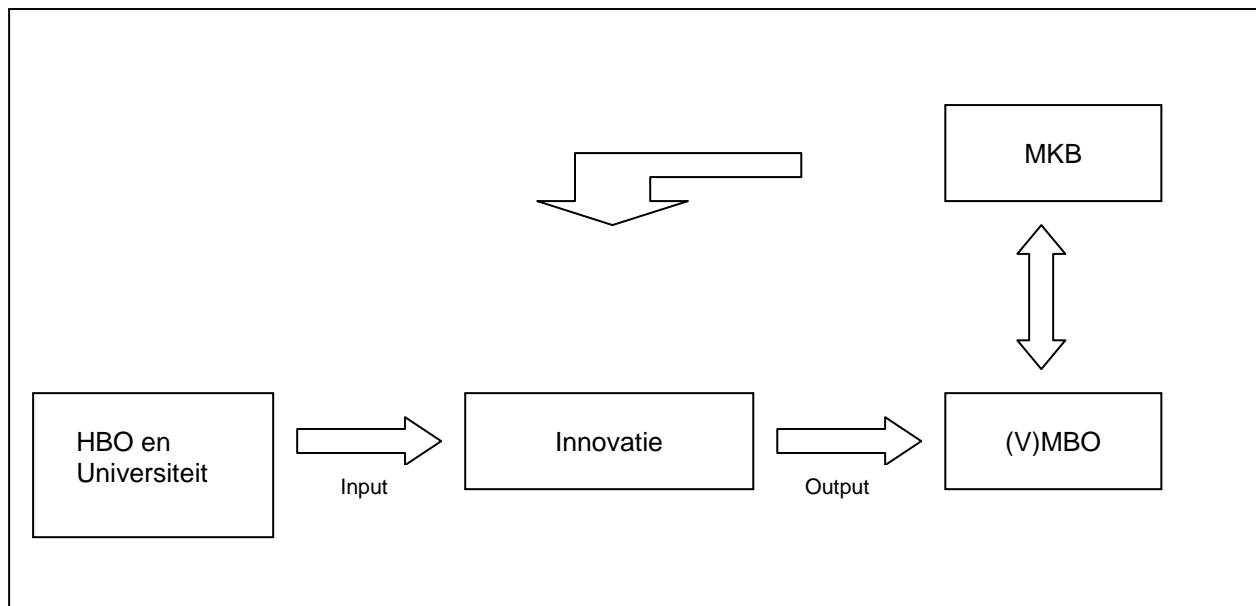 MKB
HBO en
Universiteit
Input
Innovatie
Output
(V)MBO